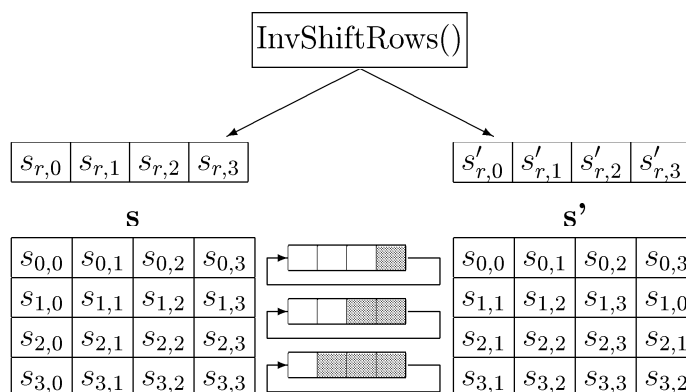 InvShiftRows()
s_{r,0} s_{r,1} s_{r,2} s_{r,3} s'_{r,0} s'_{r,1} s'_{r,2} s'_{r,3}
s s'
s_{0,0} s_{0,1} s_{0,2} s_{0,3} s_{0,0} s_{0,1} s_{0,2} s_{0,3}
s_{1,0} s_{1,1} s_{1,2} s_{1,3} s_{1,1} s_{1,2} s_{1,3} s_{1,0}
s_{2,0} s_{2,1} s_{2,2} s_{2,3} s_{2,1} s_{2,2} s_{2,3} s_{2,1}
s_{3,0} s_{3,1} s_{3,2} s_{3,3} s_{3,1} s_{3,2} s_{3,3} s_{3,2}